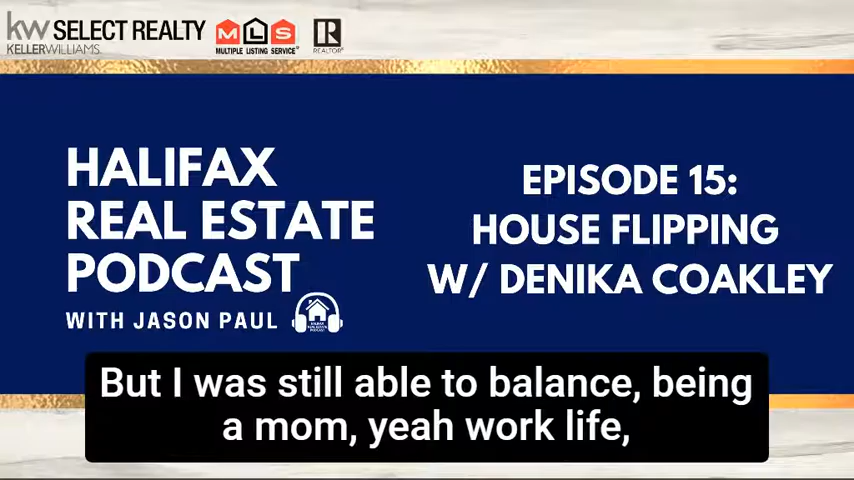 kw SELECT REALTY
KELLERWILLIAMS.
MLS
MULTIPLE LISTING SERVICE®
R
REALTOR®
HALIFAX
REAL ESTATE
PODCAST
WITH JASON PAUL
EPISODE 15:
HOUSE FLIPPING
W/ DENIKA COAKLEY
But I was still able to balance, being
a mom, yeah work life,